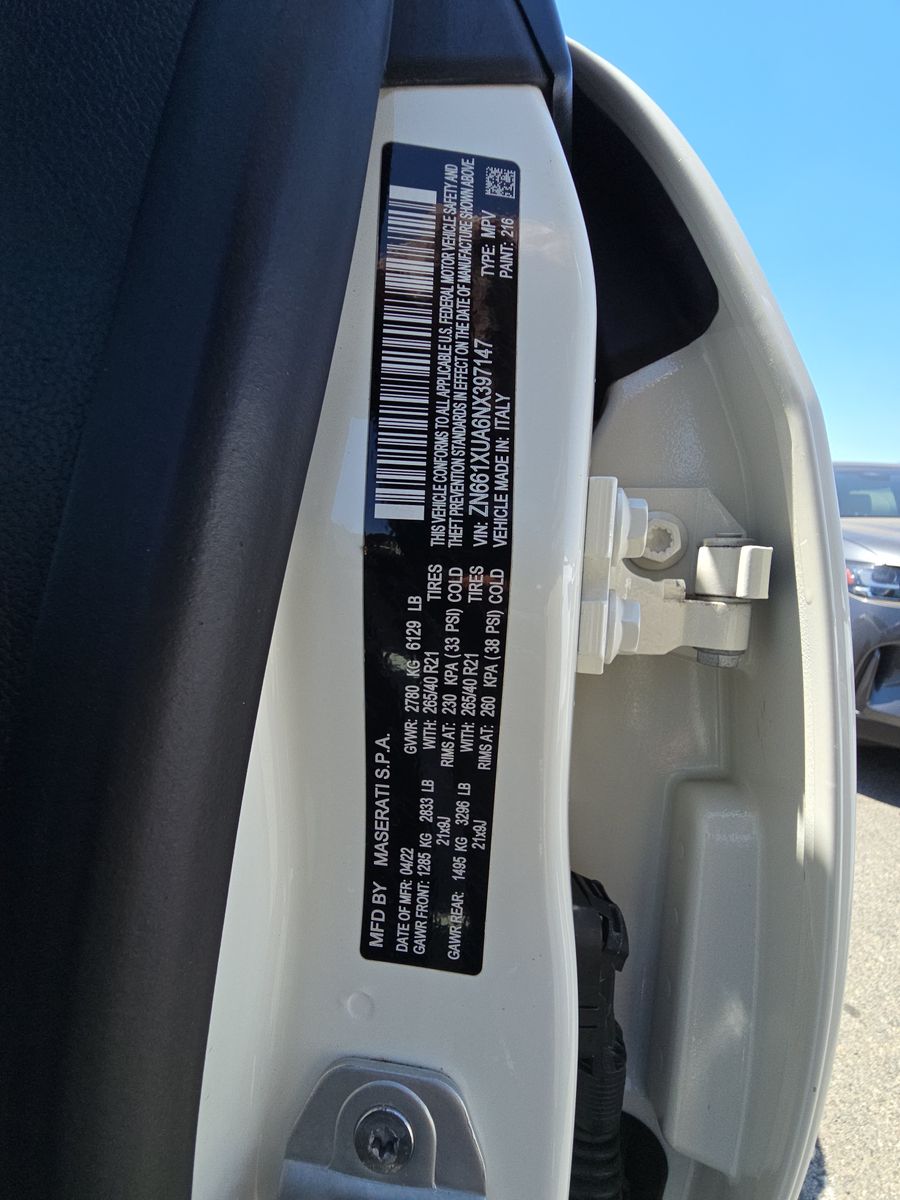 MFD BY MASERATI S.P.A.
DATE OF MFR: 04/22 GVWR: 2780 KG 6129 LB
GAWR FRONT: 1285 KG 2833 LB WITH: 265/40 R21 TIRES
21x9J RIMS AT: 230 KPA (33 PSI) COLD
GAWR REAR: 1495 KG 3296 LB WITH: 265/40 R21 TIRES
21x9J RIMS AT: 260 KPA (38 PSI) COLD
THIS VEHICLE CONFORMS TO ALL APPLICABLE U.S. FEDERAL MOTOR VEHICLE SAFETY AND
THEFT PREVENTION STANDARDS IN EFFECT ON THE DATE OF MANUFACTURE SHOWN ABOVE
VIN: ZN661XUA6NX397147 TYPE: MPV
VEHICLE MADE IN: ITALY PAINT: 216